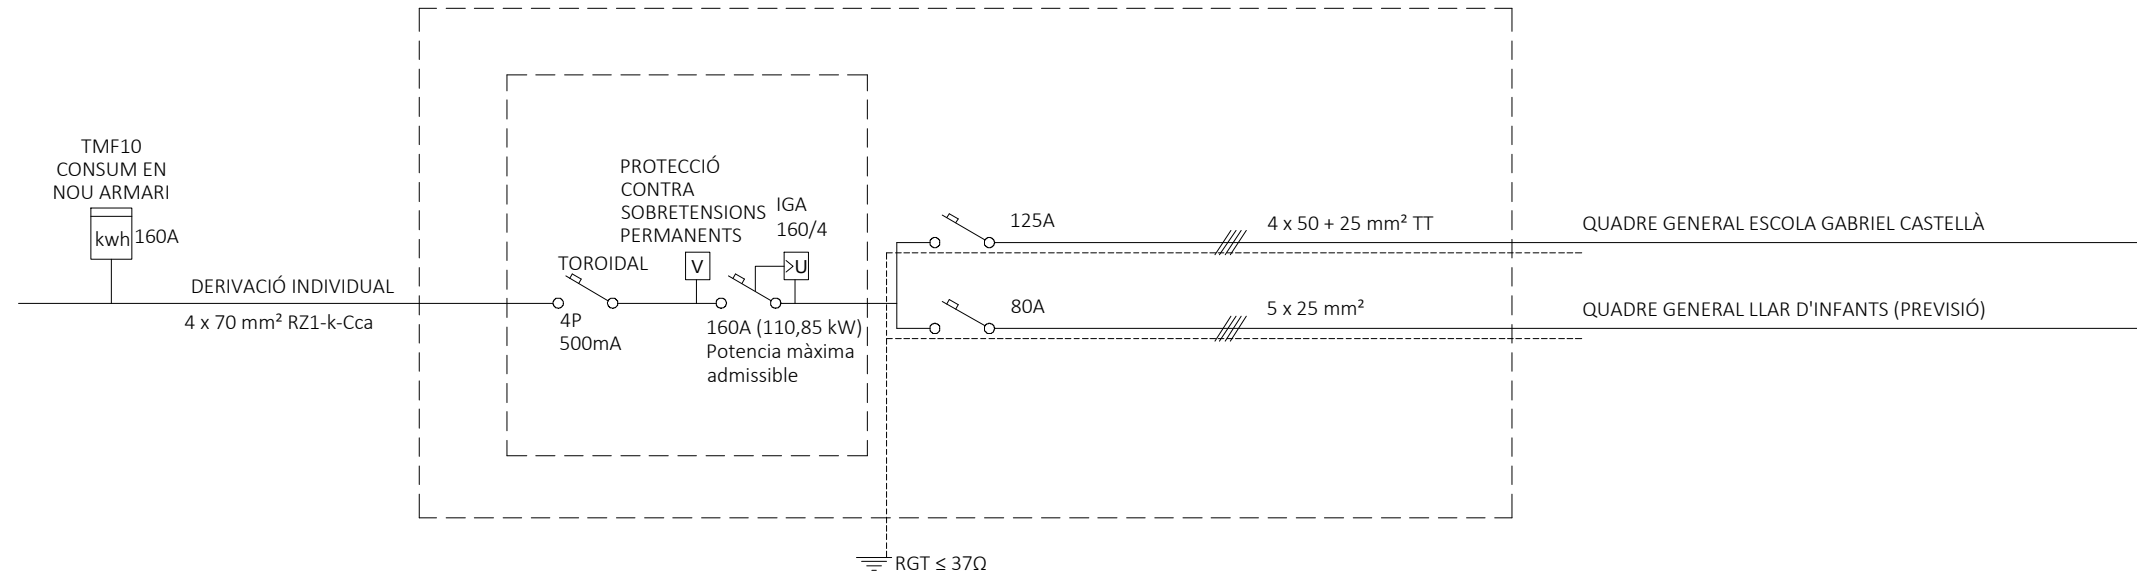 TMF10
CONSUM EN
NOU ARMARI
kwh
160A
DERIVACIÓ INDIVIDUAL
4 x 70 mm² RZ1-k-Cca
TOROIDAL
4P
500mA
PROTECCIÓ
CONTRA
SOBRETENSIONS
PERMANENTS
V
IGA
160/4
>U
160A (110,85 kW)
Potencia màxima
admissible
125A
4 x 50 + 25 mm² TT
QUADRE GENERAL ESCOLA GABRIEL CASTELLÀ
80A
5 x 25 mm²
QUADRE GENERAL LLAR D'INFANTS (PREVISIÓ)
RGT ≤ 37Ω